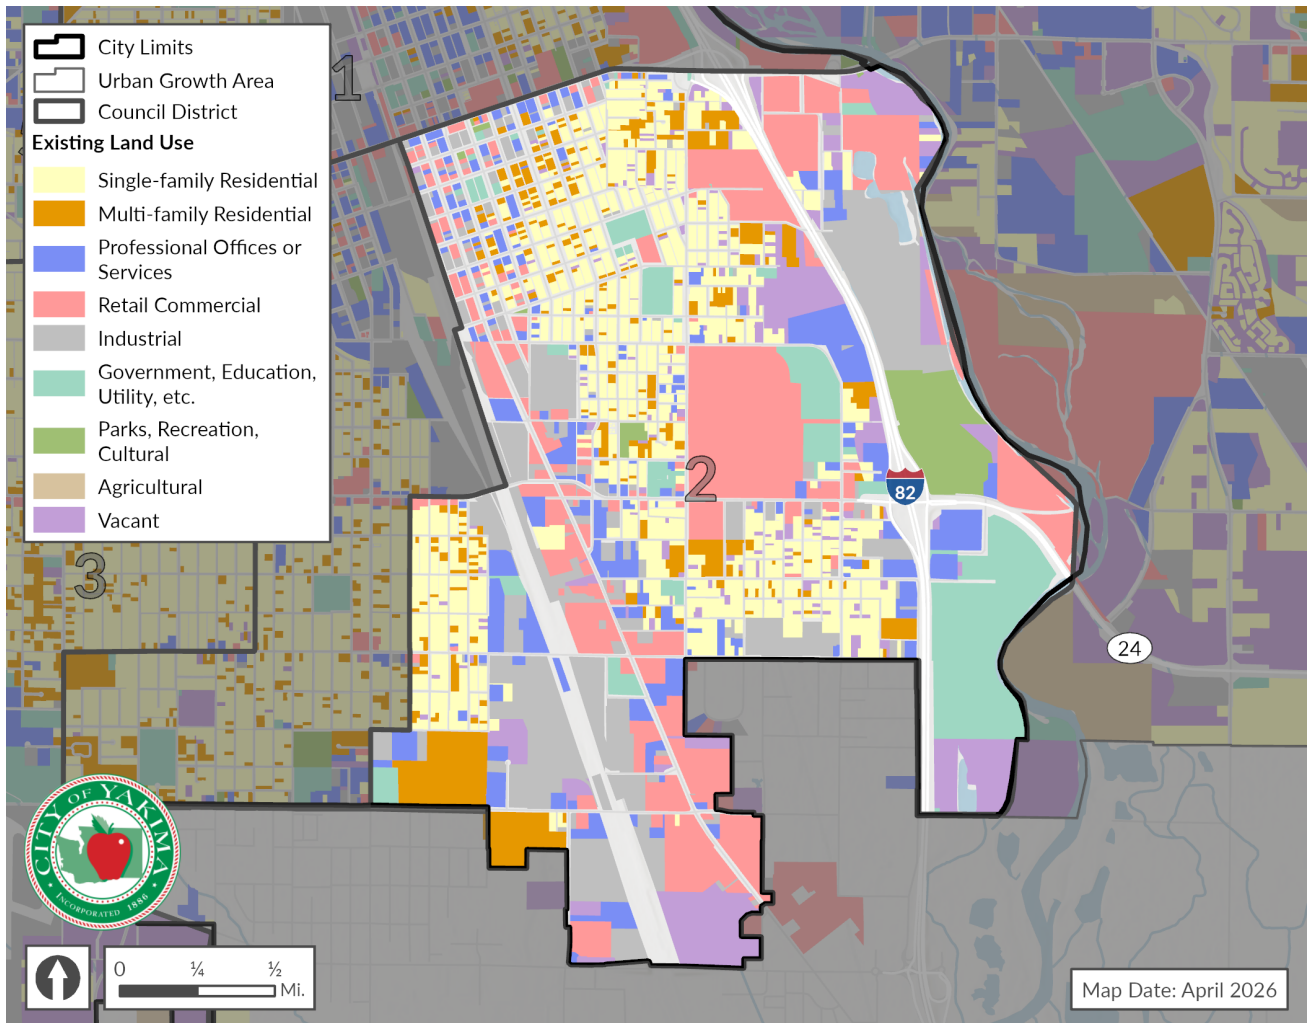 City Limits
Urban Growth Area
Council District
Existing Land Use
Single-family Residential
Multi-family Residential
Professional Offices or
Services
Retail Commercial
Industrial
Government, Education,
Utility, etc.
Parks, Recreation,
Cultural
Agricultural
Vacant
1
2
3
82
24
CITY OF YAKIMA
INCORPORATED 1886
0 ¼ ½
Mi.
Map Date: April 2026